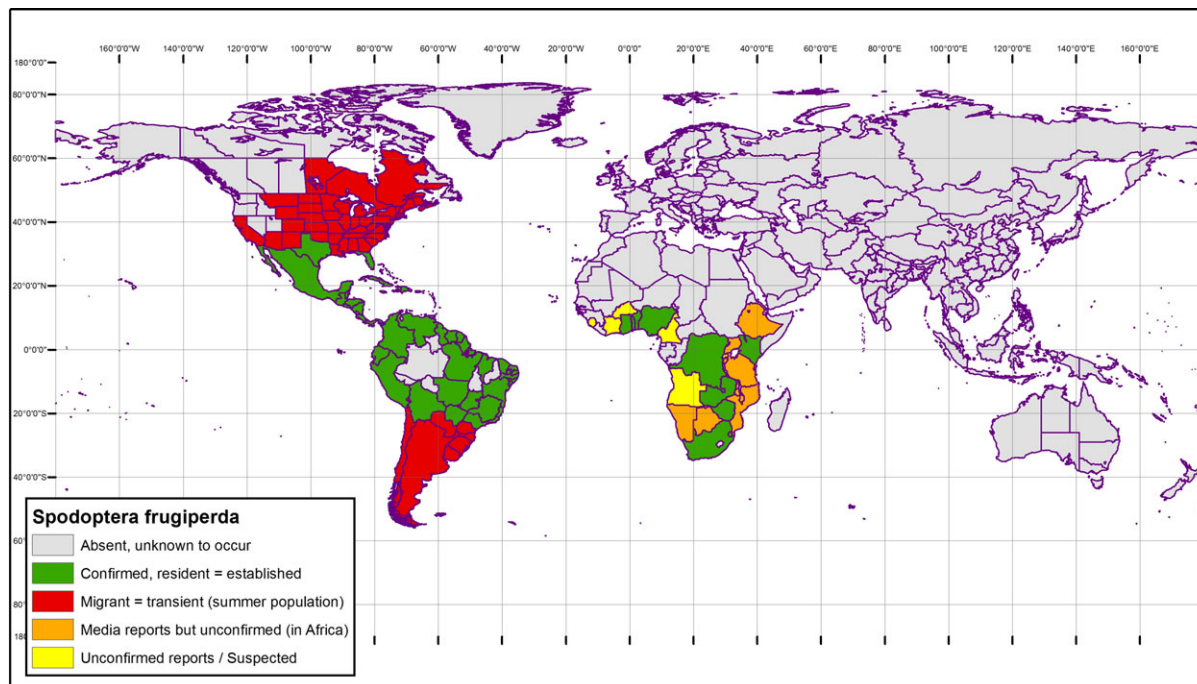 160°0'0"W 140°0'0"W 120°0'0"W 100°0'0"W 80°0'0"W 60°0'0"W 40°0'0"W 20°0'0"W 0°0'0" 20°0'0"E 40°0'0"E 60°0'0"E 80°0'0"E 100°0'0"E 120°0'0"E 140°0'0"E 160°0'0"E
180°0'0"N
80°0'0"N
60°0'0"N
40°0'0"N
20°0'0"N
0°0'0"
20°0'0"S
40°0'0"S
Spodoptera frugiperda
Absent, unknown to occur
Confirmed, resident = established
Migrant = transient (summer population)
Media reports but unconfirmed (in Africa)
Unconfirmed reports / Suspected